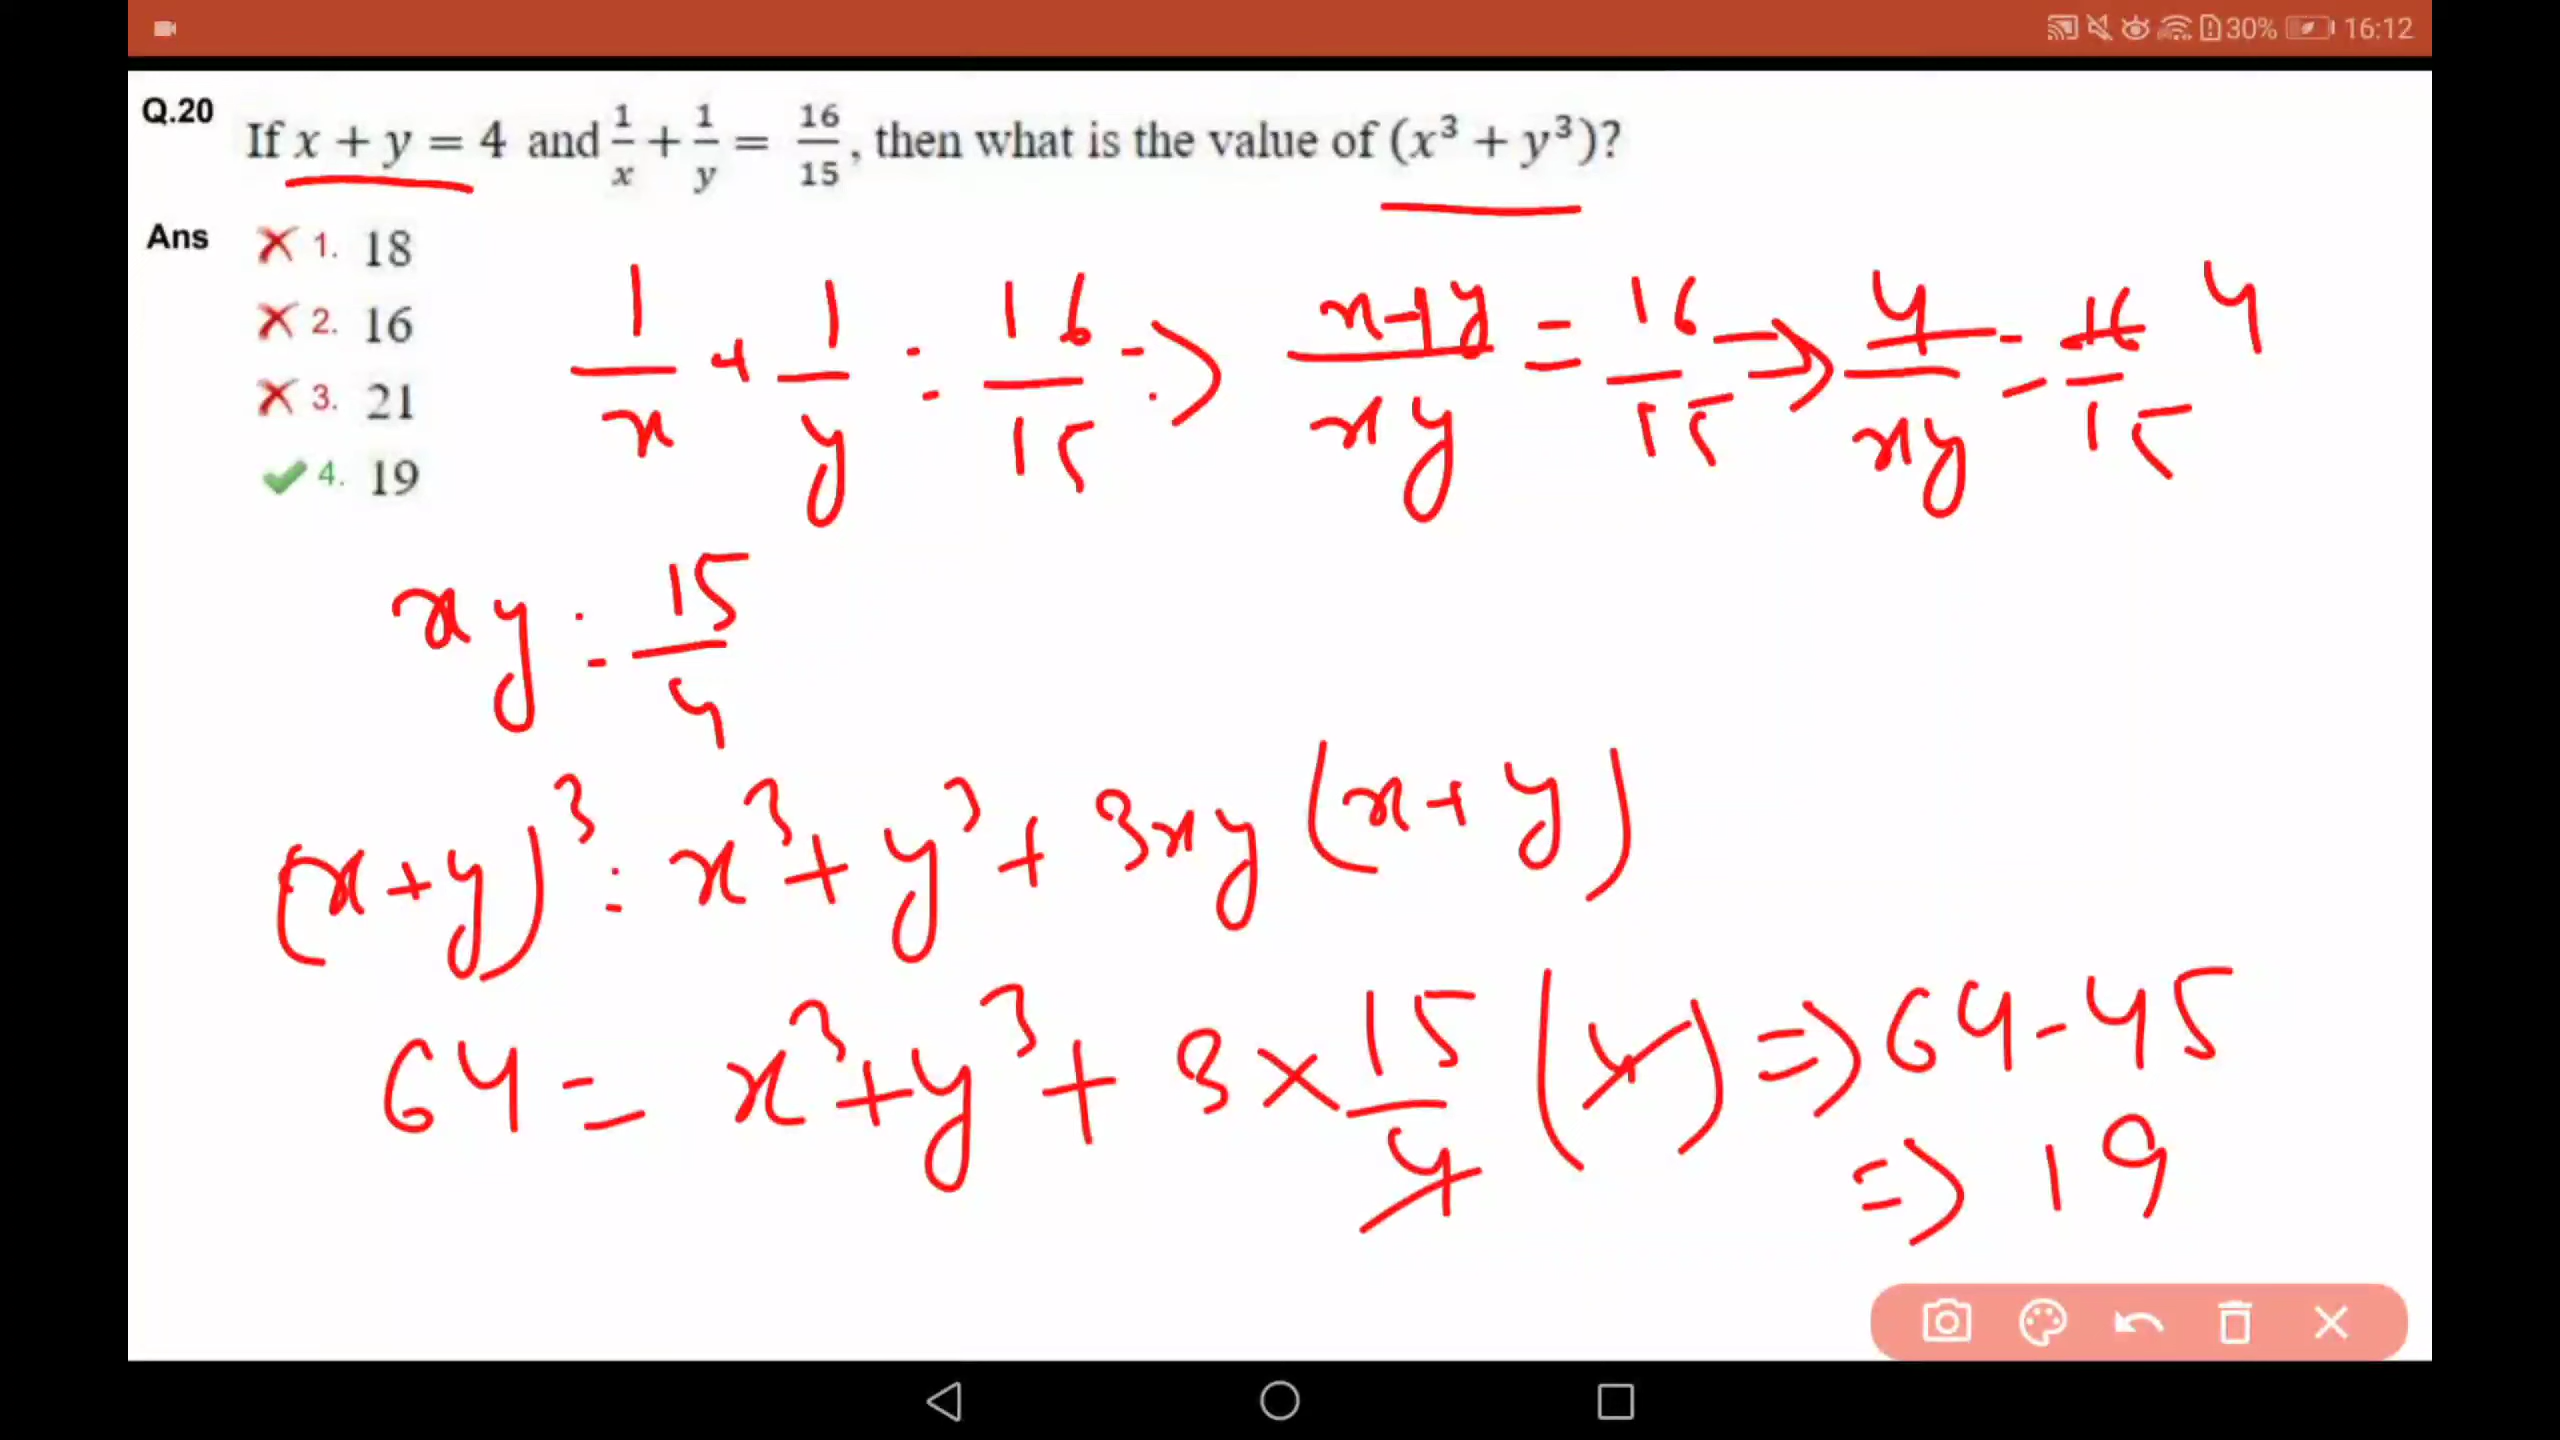 30% 16:12
Q.20 If x + y = 4 and 1/x + 1/y = 16/15, then what is the value of (x³ + y³)?
Ans 1. 18
2. 16
3. 21
4. 19
1/x + 1/y = 16/15 => x+y/xy = 16/15 => 4/xy = 16/15 4
xy = 15/4
(x+y)³ = x³ + y³ + 3xy (x+y)
64 = x³ + y³ + 3 × 15/4 (4) => 64 - 45
=> 19